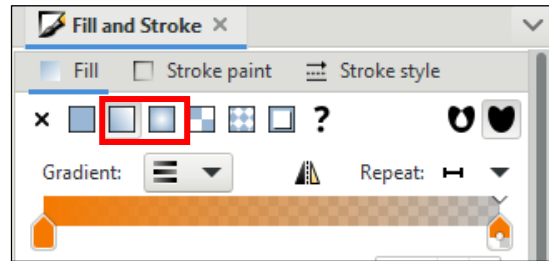 Fill and Stroke
Fill Stroke paint Stroke style
?
Gradient: Repeat: